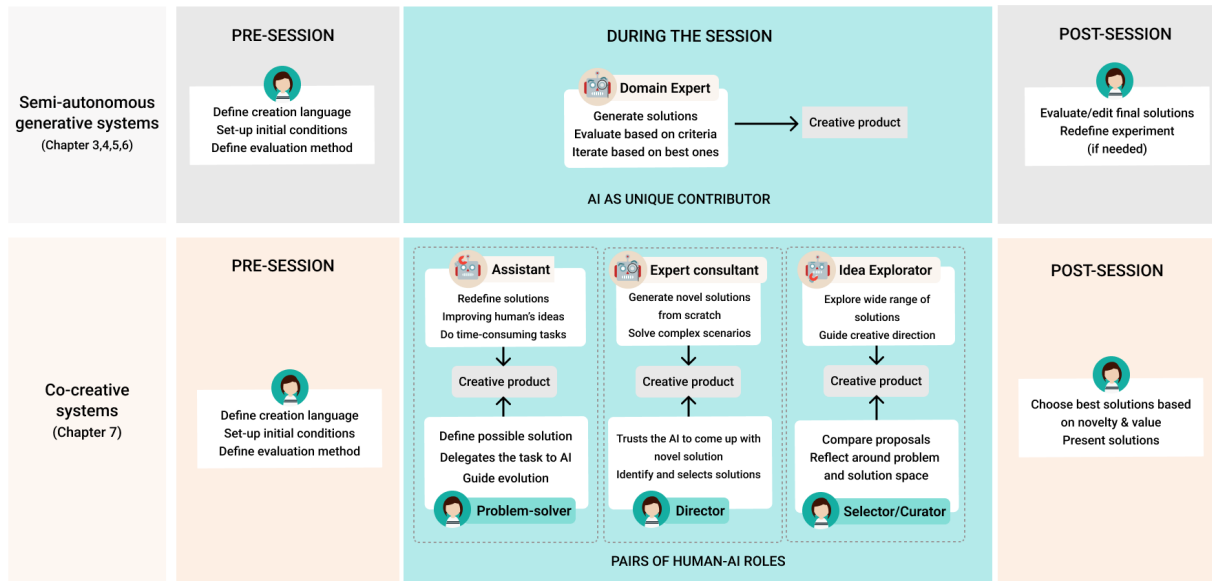 Semi-autonomous
generative systems
(Chapter 3,4,5,6)
PRE-SESSION
Define creation language
Set-up initial conditions
Define evaluation method
DURING THE SESSION
Domain Expert
Generate solutions
Evaluate based on criteria
Iterate based on best ones
Creative product
AI AS UNIQUE CONTRIBUTOR
POST-SESSION
Evaluate/edit final solutions
Redefine experiment
(if needed)
Co-creative
systems
(Chapter 7)
PRE-SESSION
Define creation language
Set-up initial conditions
Define evaluation method
Assistant
Redefine solutions
Improving human's ideas
Do time-consuming tasks
Creative product
Define possible solution
Delegates the task to AI
Guide evolution
Problem-solver
Expert consultant
Generate novel solutions
from scratch
Solve complex scenarios
Creative product
Trusts the AI to come up with
novel solution
Identify and selects solutions
Director
Idea Explorator
Explore wide range of
solutions
Guide creative direction
Creative product
Compare proposals
Reflect around problem
and solution space
Selector/Curator
PAIRS OF HUMAN-AI ROLES
POST-SESSION
Choose best solutions based
on novelty & value
Present solutions